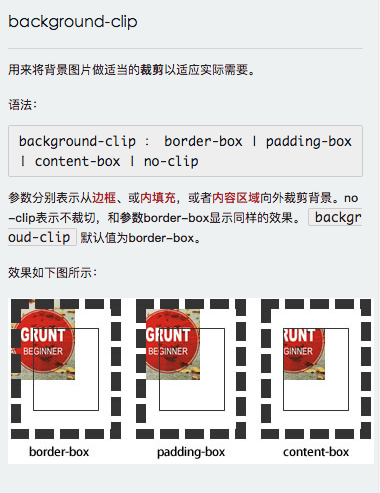 background-clip
用来将背景图片做适当的裁剪以适应实际需要。
语法：
background-clip ： border-box | padding-box
| content-box | no-clip
参数分别表示从边框、或内填充，或者内容区域向外裁剪背景。no
-clip表示不裁切，和参数border-box显示同样的效果。 backgr
oud-clip 默认值为border-box。
效果如下图所示：
GRUNT
BEGINNER
GRUNT
BEGINNER
GRUNT
BEGINNER
border-box padding-box content-box